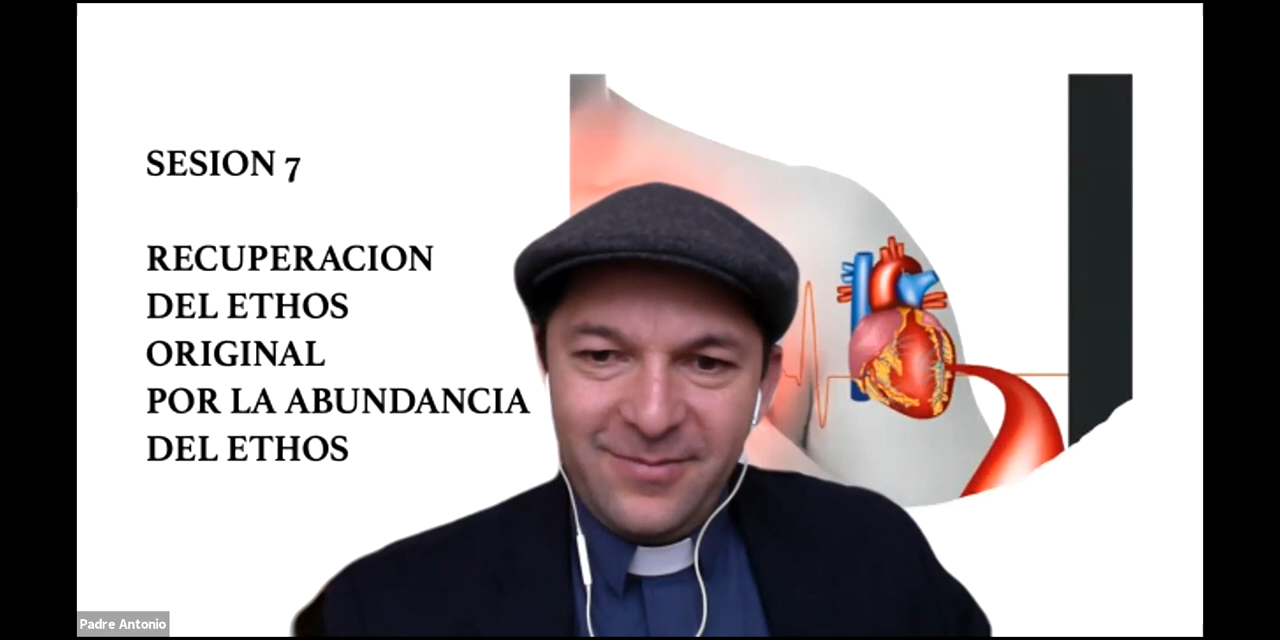 SESION 7
RECUPERACION
DEL ETHOS
ORIGINAL
POR LA ABUNDANCIA
DEL ETHOS
Padre Antonio